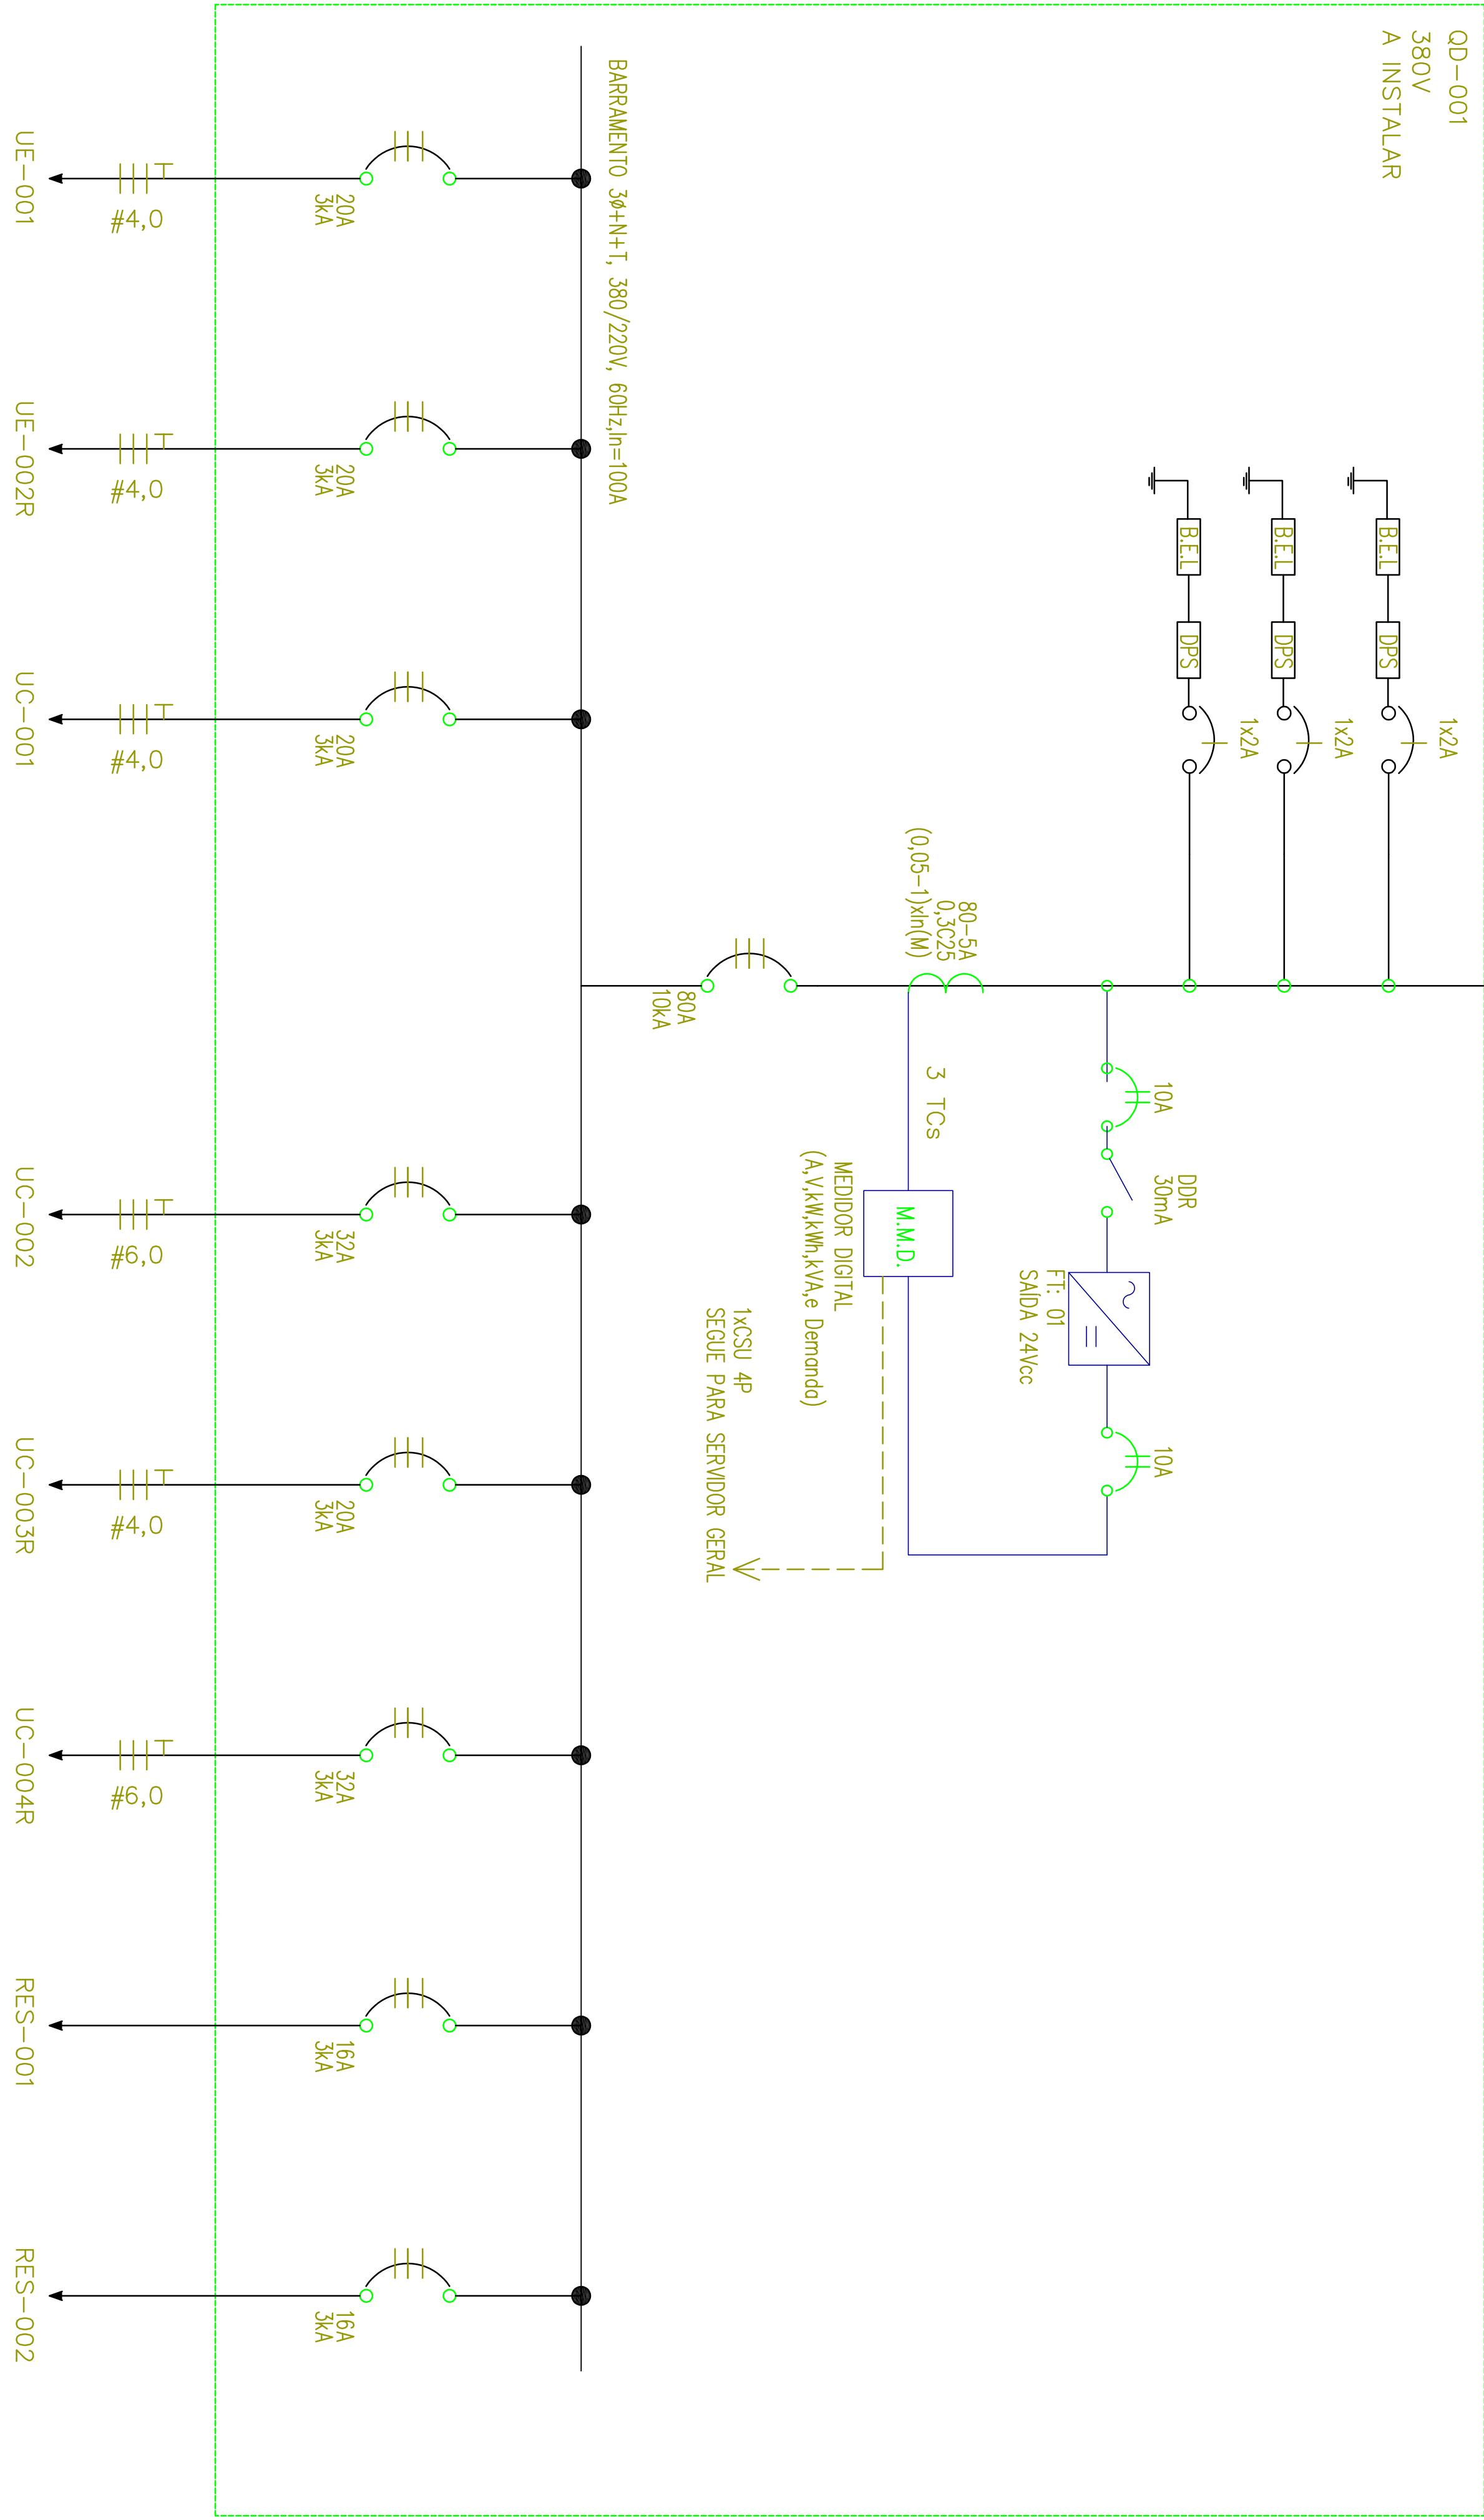 QD-001
380V
A INSTALAR
1x2A
DPS
B.E.L
1x2A
DPS
B.E.L
1x2A
DPS
B.E.L
10A
DDR
30mA
FT: 01
SAÍDA 24Vcc
10A
80-5A
0,3C25
(0,05-1)xIn(M)
3 TCs
M.M.D.
MEDIDOR DIGITAL
(A,V,kW,kWh,kVA,e Demanda)
1xCSU 4P
SEGUE PARA SERVIDOR GERAL
80A
10kA
BARRAMENTO 3ø+N+T, 380/220V, 60Hz,In=100A
20A
3kA
20A
3kA
20A
3kA
32A
3kA
20A
3kA
32A
3kA
16A
3kA
16A
3kA
#4,0
#4,0
#4,0
#6,0
#4,0
#6,0
UE-001
UE-002R
UC-001
UC-002
UC-003R
UC-004R
RES-001
RES-002